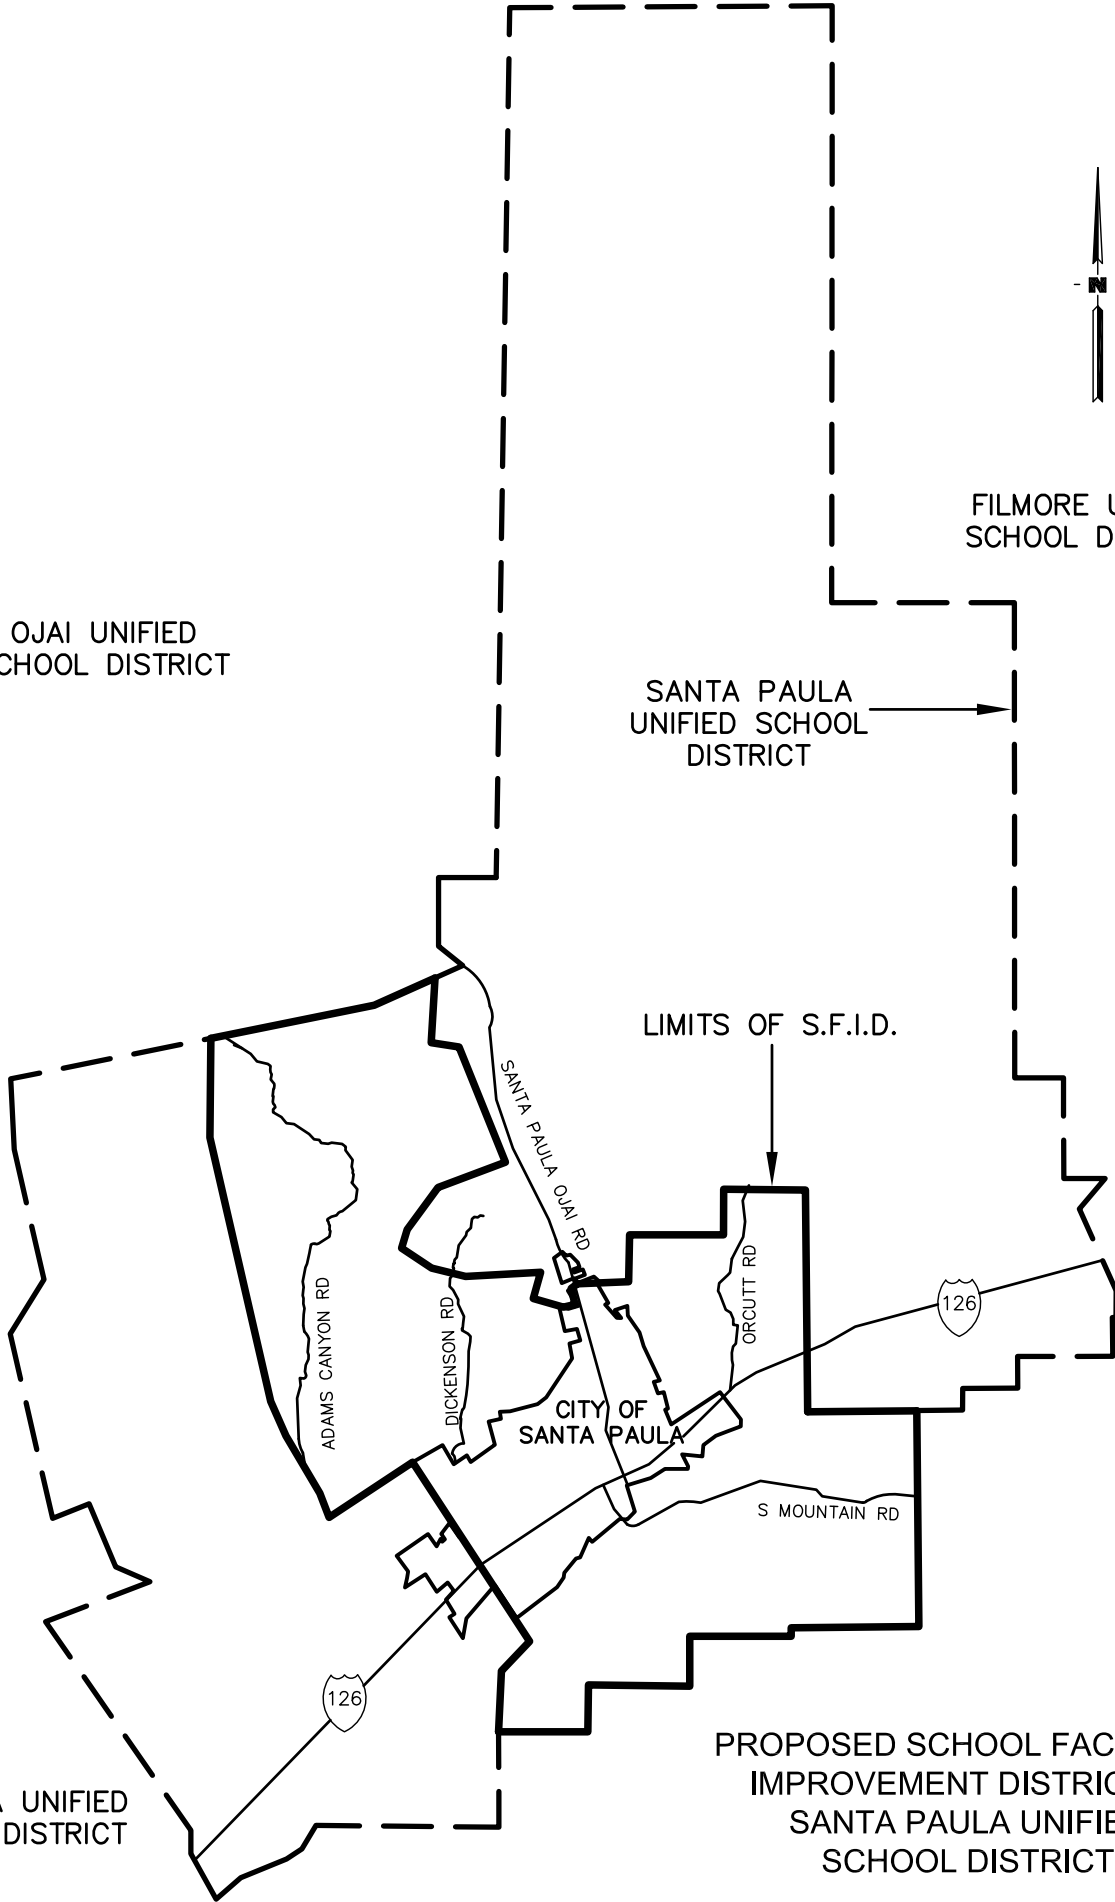 N
FILMORE U
SCHOOL D
OJAI UNIFIED
CHOOL DISTRICT
SANTA PAULA
UNIFIED SCHOOL
DISTRICT
LIMITS OF S.F.I.D.
SANTA PAULA OJAI RD
ORCUTT RD
126
ADAMS CANYON RD
DICKENSON RD
CITY OF
SANTA PAULA
S MOUNTAIN RD
126
PROPOSED SCHOOL FAC
IMPROVEMENT DISTRIC
SANTA PAULA UNIFIE
SCHOOL DISTRICT
A UNIFIED
DISTRICT